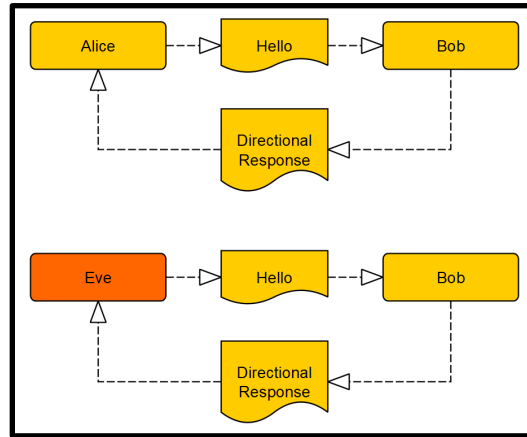 Alice
Hello
Bob
Directional
Response
Eve
Hello
Bob
Directional
Response